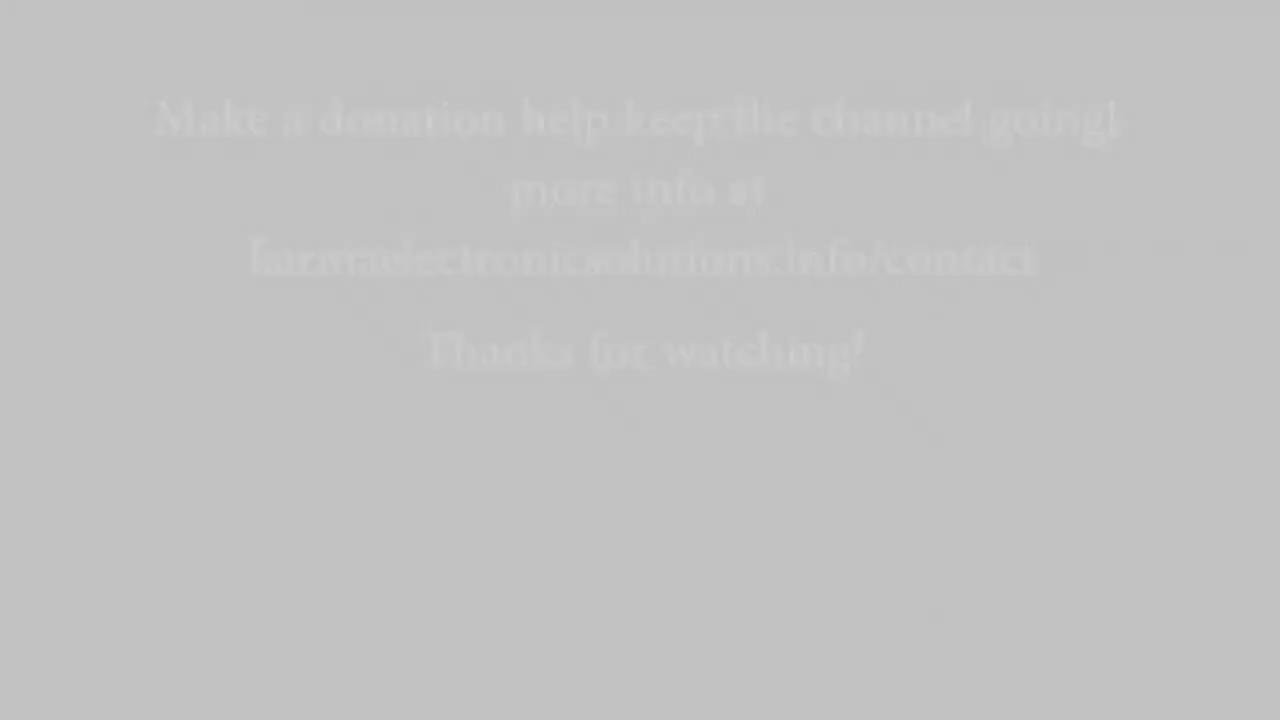 Make a donation help keep the channel going!
more info at
Thanks for watching!